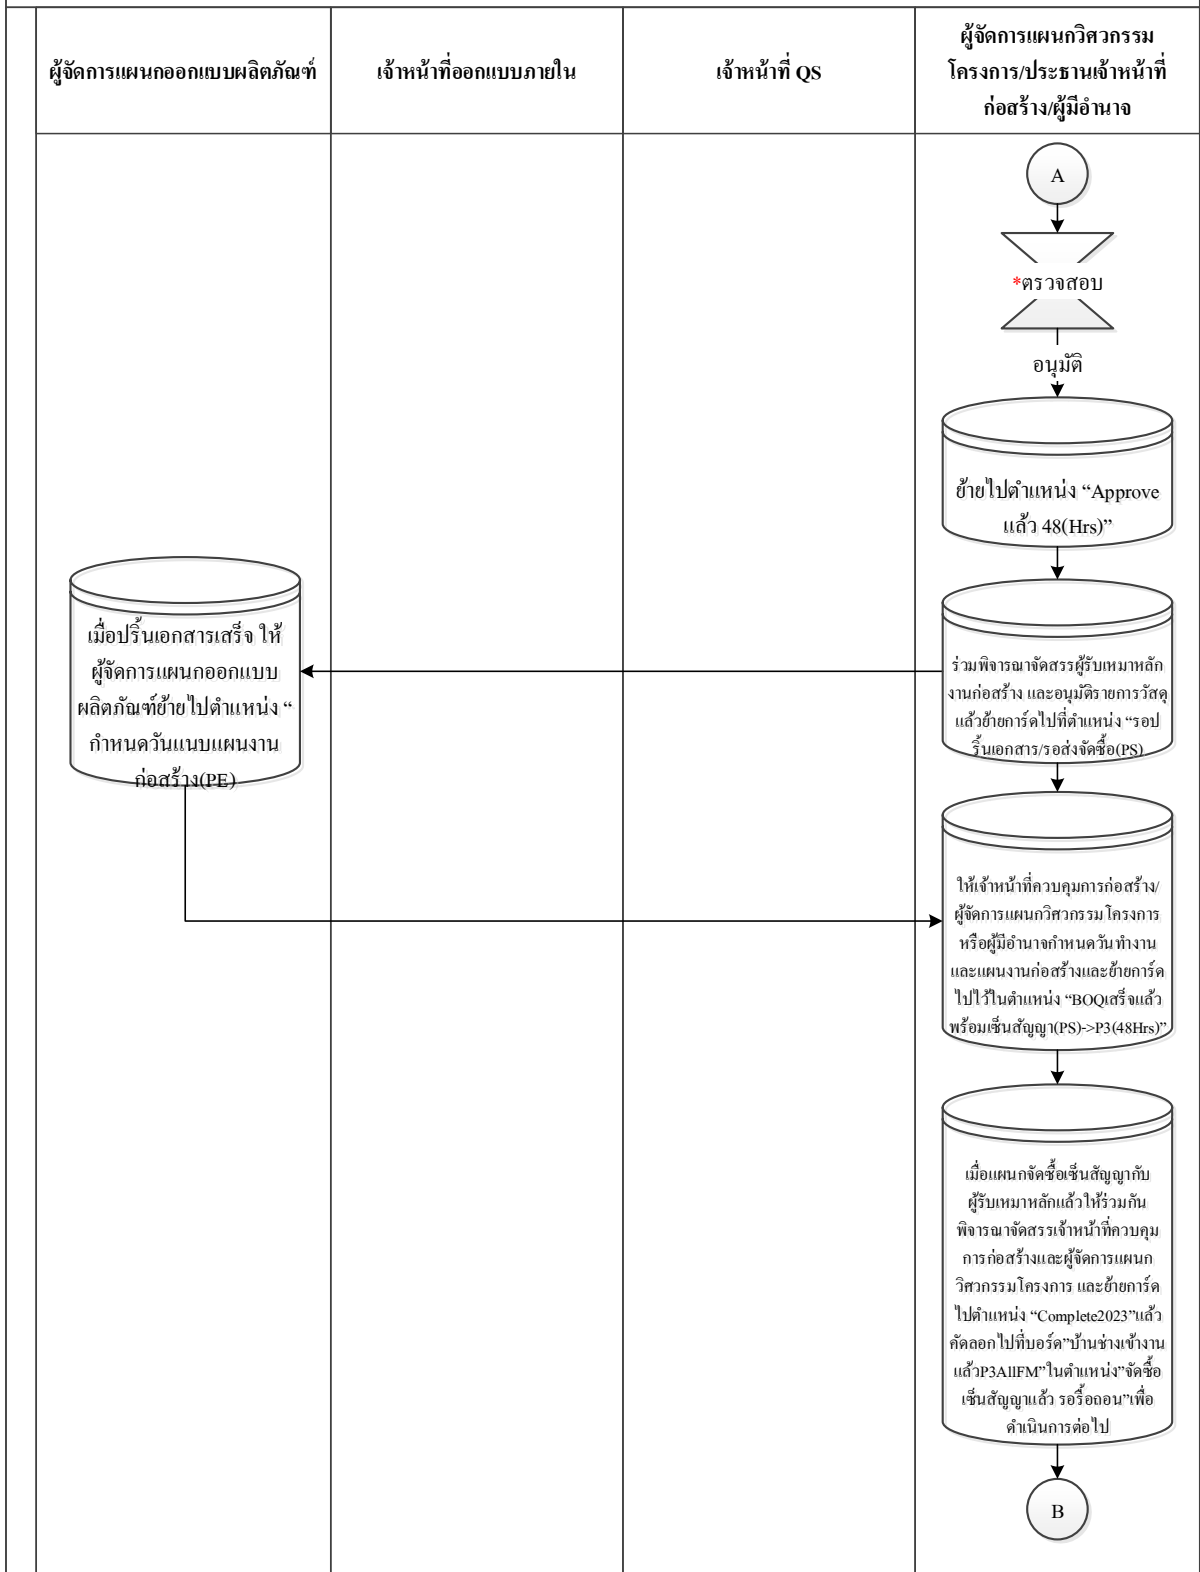 ผู้จัดการแผนกออกแบบผลิตภัณฑ์
เจ้าหน้าที่ออกแบบภายใน
เจ้าหน้าที่ QS
ผู้จัดการแผนกวิศวกรรม
โครงการ/ประธานเจ้าหน้าที่
ก่อสร้าง/ผู้มีอำนาจ
A
*ตรวจสอบ
อนุมัติ
ย้ายไปตำแหน่ง “Approve
แล้ว 48(Hrs)”
ร่วมพิจารณาจัดสรรผู้รับเหมาหลัก
งานก่อสร้าง และอนุมัติรายการวัสดุ
แล้วย้ายการ์ดไปที่ตำแหน่ง “รอป
ริ้นเอกสาร/รอส่งจัดซื้อ(PS)
เมื่อปริ้นเอกสารเสร็จ ให้
ผู้จัดการแผนกออกแบบ
ผลิตภัณฑ์ย้ายไปตำแหน่ง “
กำหนดวันแนบแผนงาน
ก่อสร้าง(PE)
ให้เจ้าหน้าที่ควบคุมการก่อสร้าง/
ผู้จัดการแผนกวิศวกรรมโครงการ
หรือผู้มีอำนาจกำหนดวันทำงาน
และแผนงานก่อสร้างและย้ายการ์ด
ไปไว้ในตำแหน่ง “BOQเสร็จแล้ว
พร้อมเซ็นสัญญา(PS)->P3(48Hrs)”
เมื่อแผนกจัดซื้อเซ็นสัญญากับ
ผู้รับเหมาหลักแล้วให้ร่วมกัน
พิจารณาจัดสรรเจ้าหน้าที่ควบคุม
การก่อสร้างและผู้จัดการแผนก
วิศวกรรมโครงการ และย้ายการ์ด
ไปตำแหน่ง “Complete2023”แล้ว
คัดลอกไปที่บอร์ด”บ้านช่างเข้างาน
แล้วP3AllFM”ในตำแหน่ง”จัดซื้อ
เซ็นสัญญาแล้ว รอรื้อถอน”เพื่อ
ดำเนินการต่อไป
B